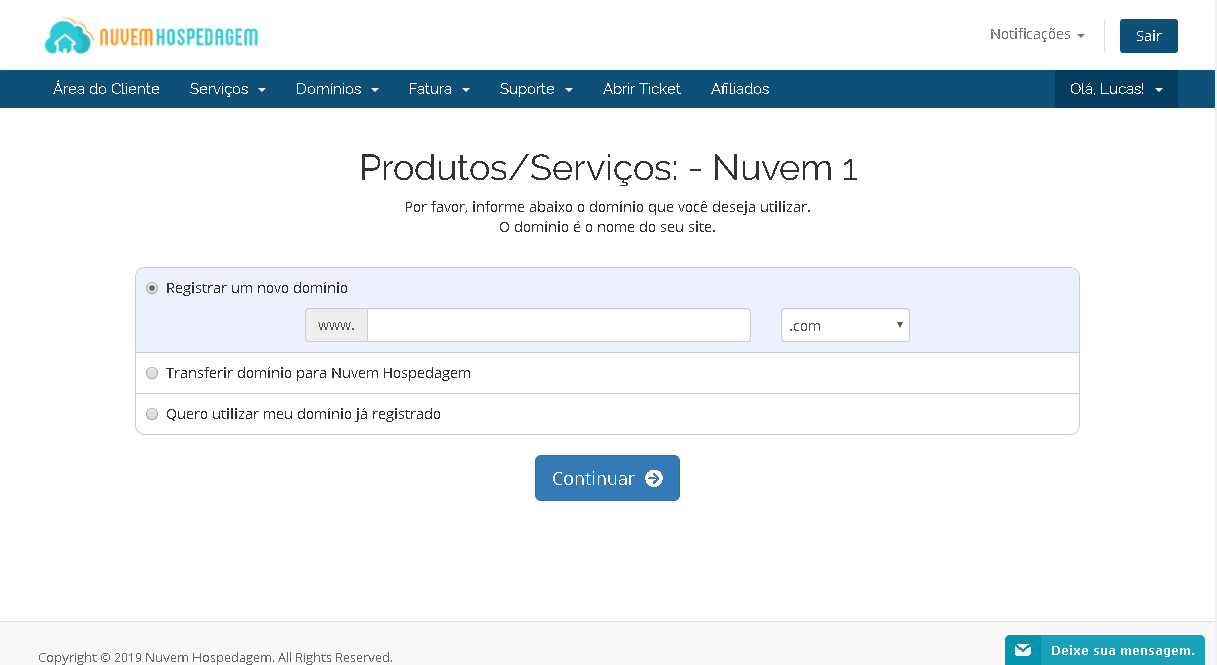 NUVEM HOSPEDAGEM
Notificações
Sair
Área do Cliente Serviços Domínios Fatura Suporte Abrir Ticket Afiliados Olá, Lucas!
Produtos/Serviços: - Nuvem 1
Por favor, informe abaixo o domínio que você deseja utilizar.
O domínio é o nome do seu site.
Registrar um novo domínio
www. .com
Transferir domínio para Nuvem Hospedagem
Quero utilizar meu domínio já registrado
Continuar
Copyright © 2019 Nuvem Hospedagem. All Rights Reserved.
Deixe sua mensagem.